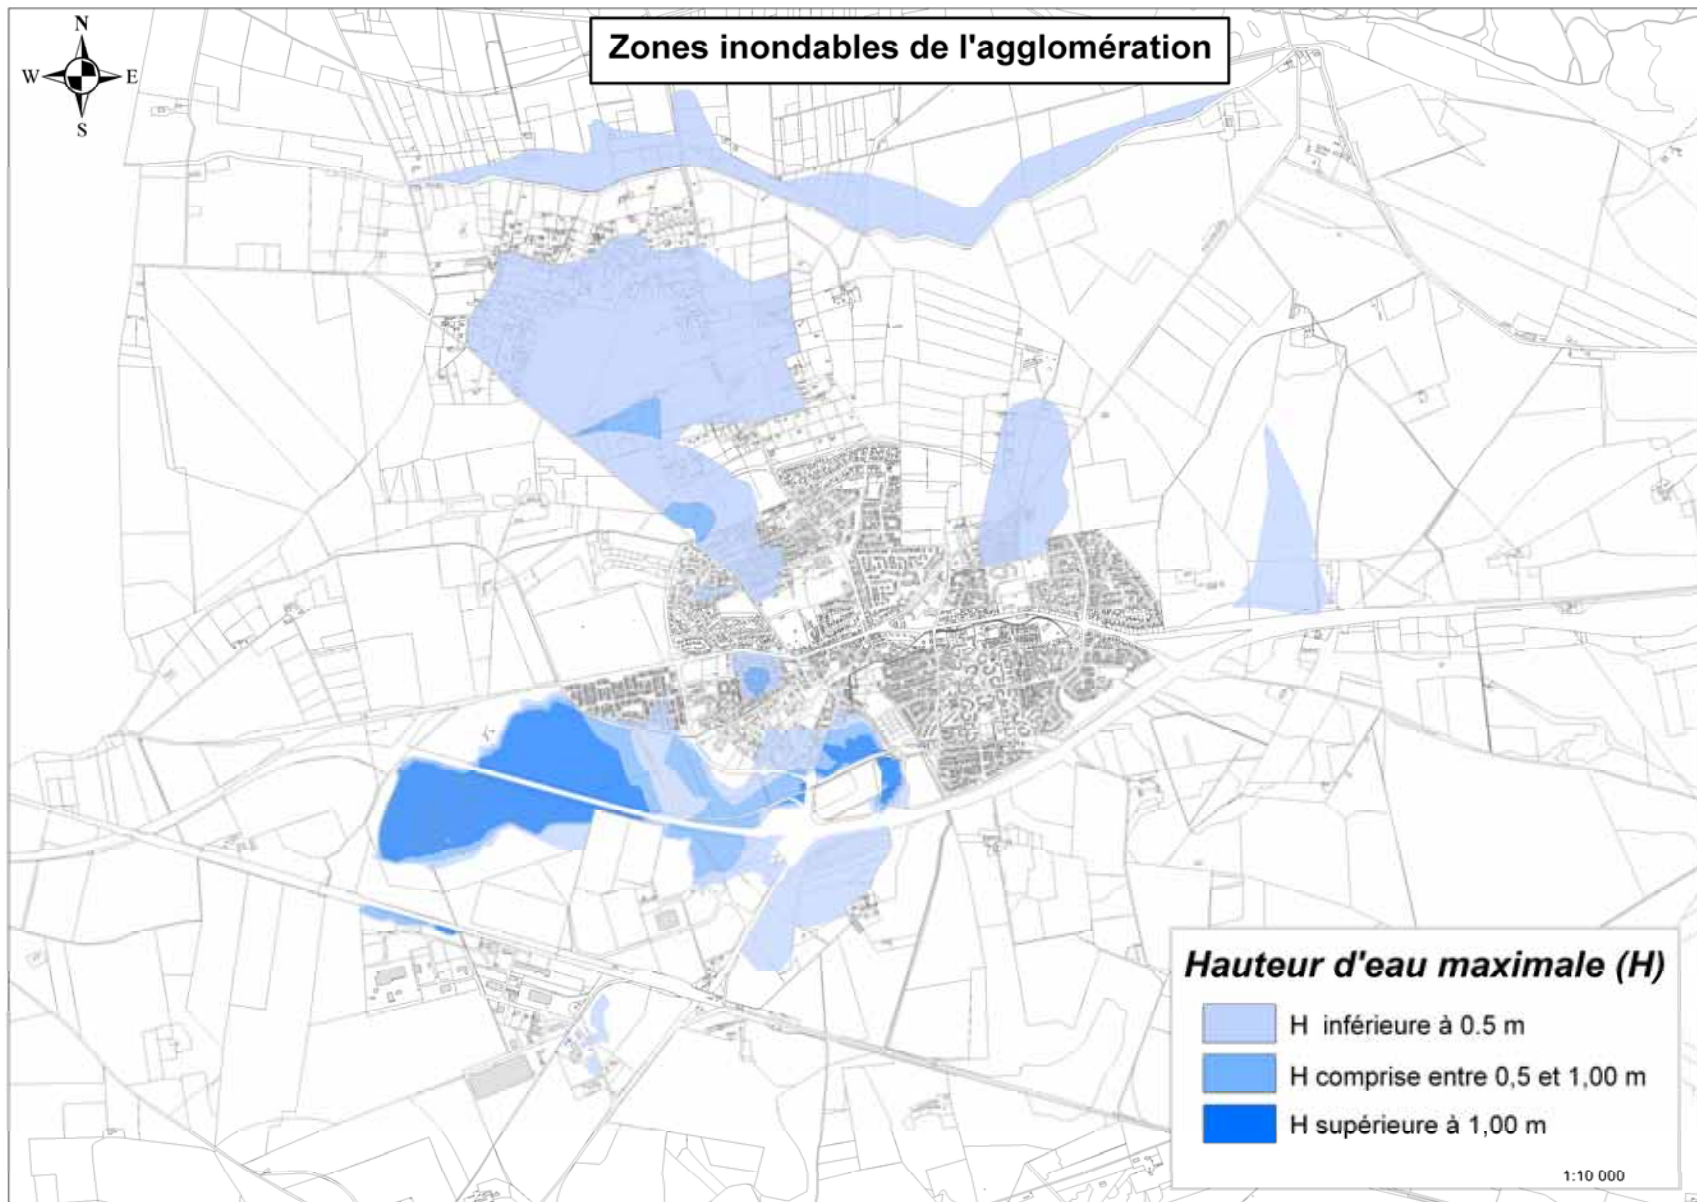 N
Zones inondables de l'agglomération
W E
S
Hauteur d'eau maximale (H)
H inférieure à 0.5 m
H comprise entre 0,5 et 1,00 m
H supérieure à 1,00 m
1:10 000